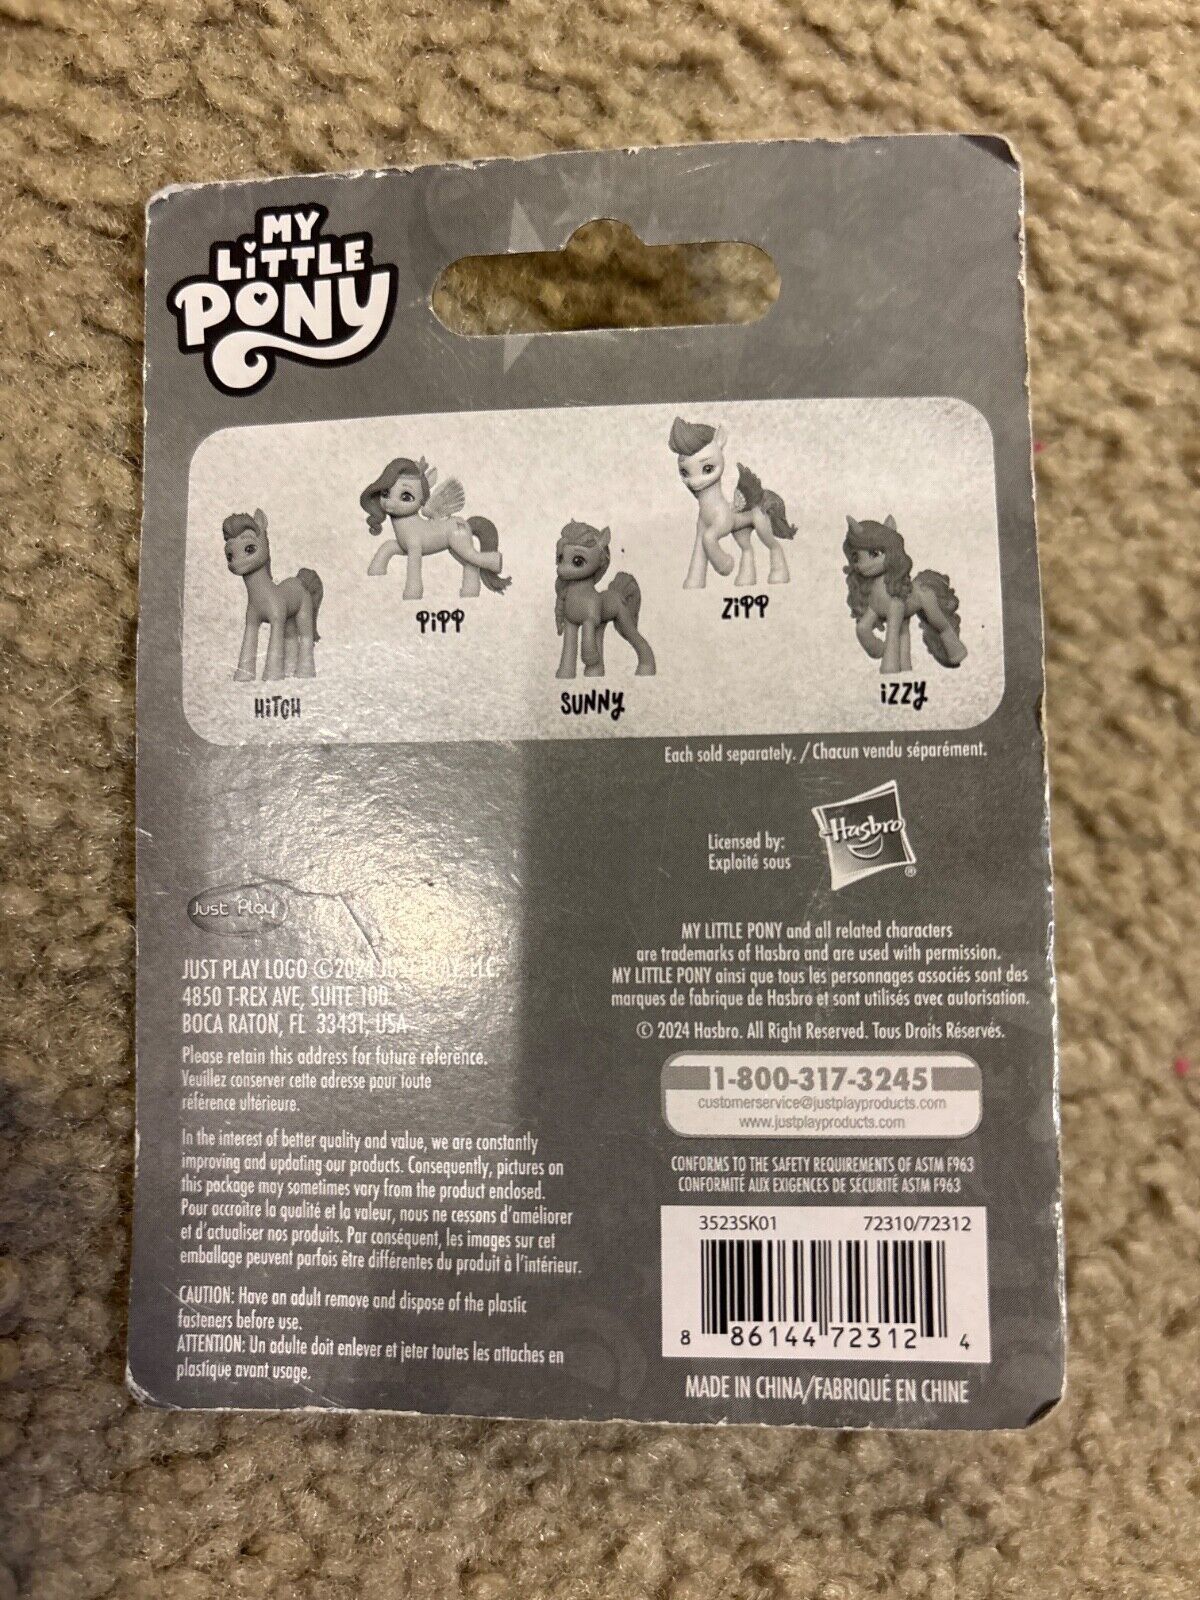 MY
LiTTLE
PONY
HiTCH
PiPP
SUNNY
ZiPP
iZZY
Each sold separately. / Chacun vendu séparément.
Licensed by:
Exploité sous
Hasbro
®
Just Play
JUST PLAY LOGO ©2024 JUST PLAY, LLC
4850 T-REX AVE, SUITE 100
BOCA RATON, FL 33431, USA
Please retain this address for future reference.
Veuillez conserver cette adresse pour toute
référence ultérieure.
In the interest of better quality and value, we are constantly
improving and updating our products. Consequently, pictures on
this package may sometimes vary from the product enclosed.
Pour accroître la qualité et la valeur, nous ne cessons d'améliorer
et d'actualiser nos produits. Par conséquent, les images sur cet
emballage peuvent parfois être différentes du produit à l'intérieur.
CAUTION: Have an adult remove and dispose of the plastic
fasteners before use.
ATTENTION: Un adulte doit enlever et jeter toutes les attaches en
plastique avant usage.
MY LITTLE PONY and all related characters
are trademarks of Hasbro and are used with permission.
MY LITTLE PONY ainsi que tous les personnages associés sont des
marques de fabrique de Hasbro et sont utilisés avec autorisation.
© 2024 Hasbro. All Right Reserved. Tous Droits Réservés.
1-800-317-3245
customerservice@justplayproducts.com
www.justplayproducts.com
CONFORMS TO THE SAFETY REQUIREMENTS OF ASTM F963
CONFORMITÉ AUX EXIGENCES DE SÉCURITÉ ASTM F963
3523SK01 72310/72312
8 86144 72312 4
MADE IN CHINA/FABRIQUÉ EN CHINE